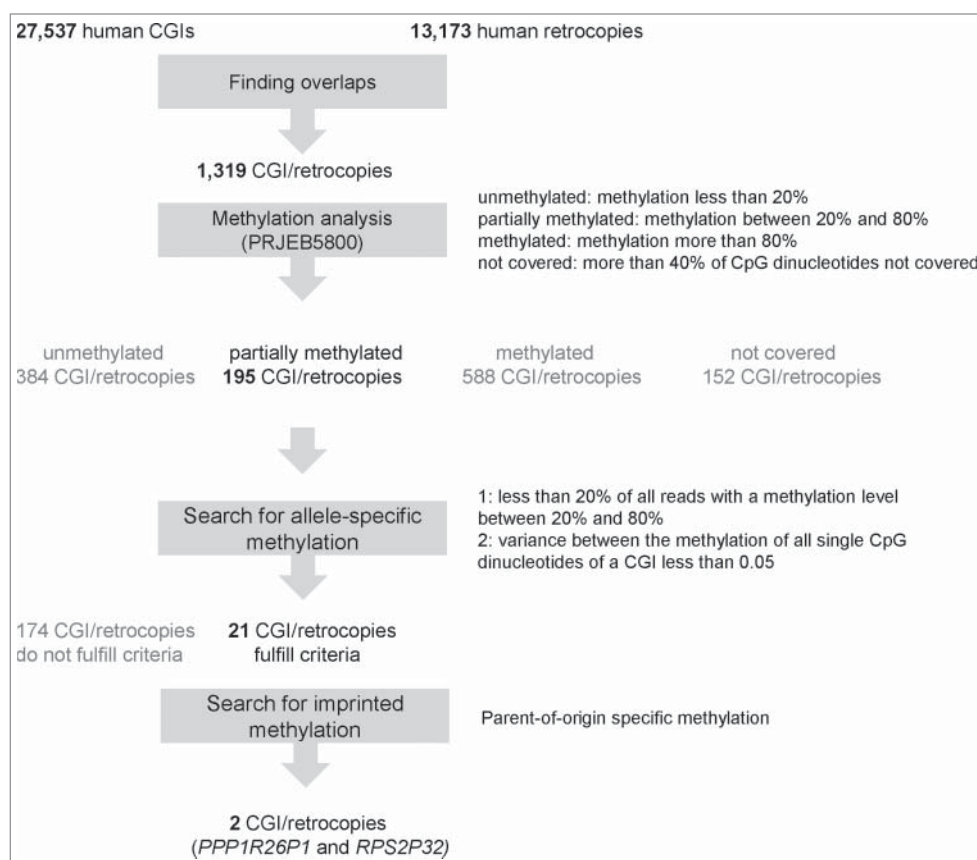 27,537 human CGIs
13,173 human retrocopies
Finding overlaps
1,319 CGI/retrocopies
Methylation analysis
(PRJEB5800)
unmethylated: methylation less than 20%
partially methylated: methylation between 20% and 80%
methylated: methylation more than 80%
not covered: more than 40% of CpG dinucleotides not covered
unmethylated
384 CGI/retrocopies
partially methylated
195 CGI/retrocopies
methylated
588 CGI/retrocopies
not covered
152 CGI/retrocopies
Search for allele-specific
methylation
1: less than 20% of all reads with a methylation level
between 20% and 80%
2: variance between the methylation of all single CpG
dinucleotides of a CGI less than 0.05
174 CGI/retrocopies
do not fulfill criteria
21 CGI/retrocopies
fulfill criteria
Search for imprinted
methylation
Parent-of-origin specific methylation
2 CGI/retrocopies
(PPP1R26P1 and RPS2P32)